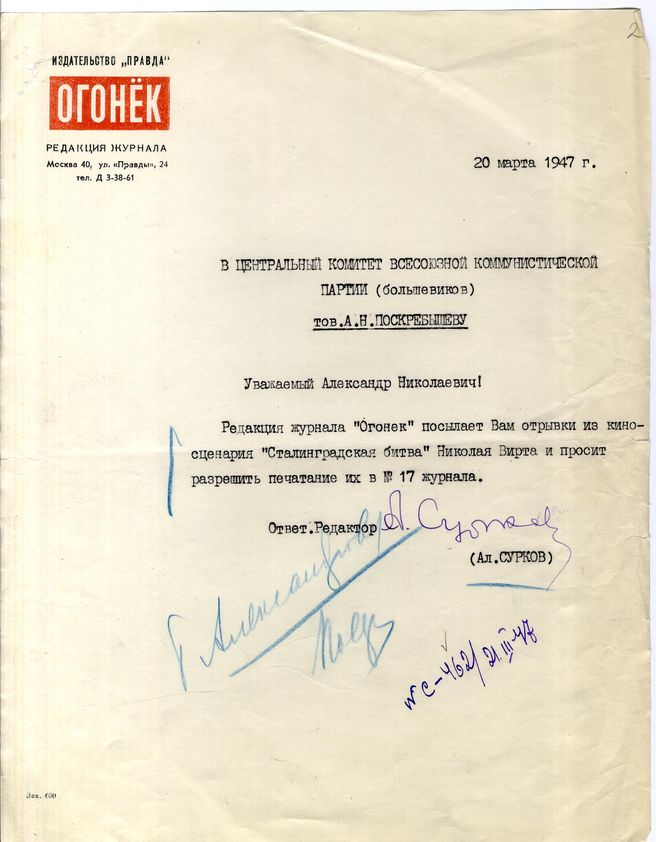 2
ИЗДАТЕЛЬСТВО „ПРАВДА“
ОГОНЁК
РЕДАКЦИЯ ЖУРНАЛА
Москва 40, ул. «Правды», 24
тел. Д 3-38-61
20 марта 1947 г.
В ЦЕНТРАЛЬНЫЙ КОМИТЕТ ВСЕСОЮЗНОЙ КОММУНИСТИЧЕСКОЙ
ПАРТИИ (большевиков)
тов.А.Н.ПОСКРЕБЫШЕВУ
Уважаемый Александр Николаевич!
Редакция журнала "Огонек" посылает Вам отрывки из кино-
сценария "Сталинградская битва" Николая Вирта и просит
разрешить печатание их в № 17 журнала.
Ответ.Редактор А. Сурков
(Ал.СУРКОВ)
Т Александрову
№ С-462/21.III 47
Зак. 630